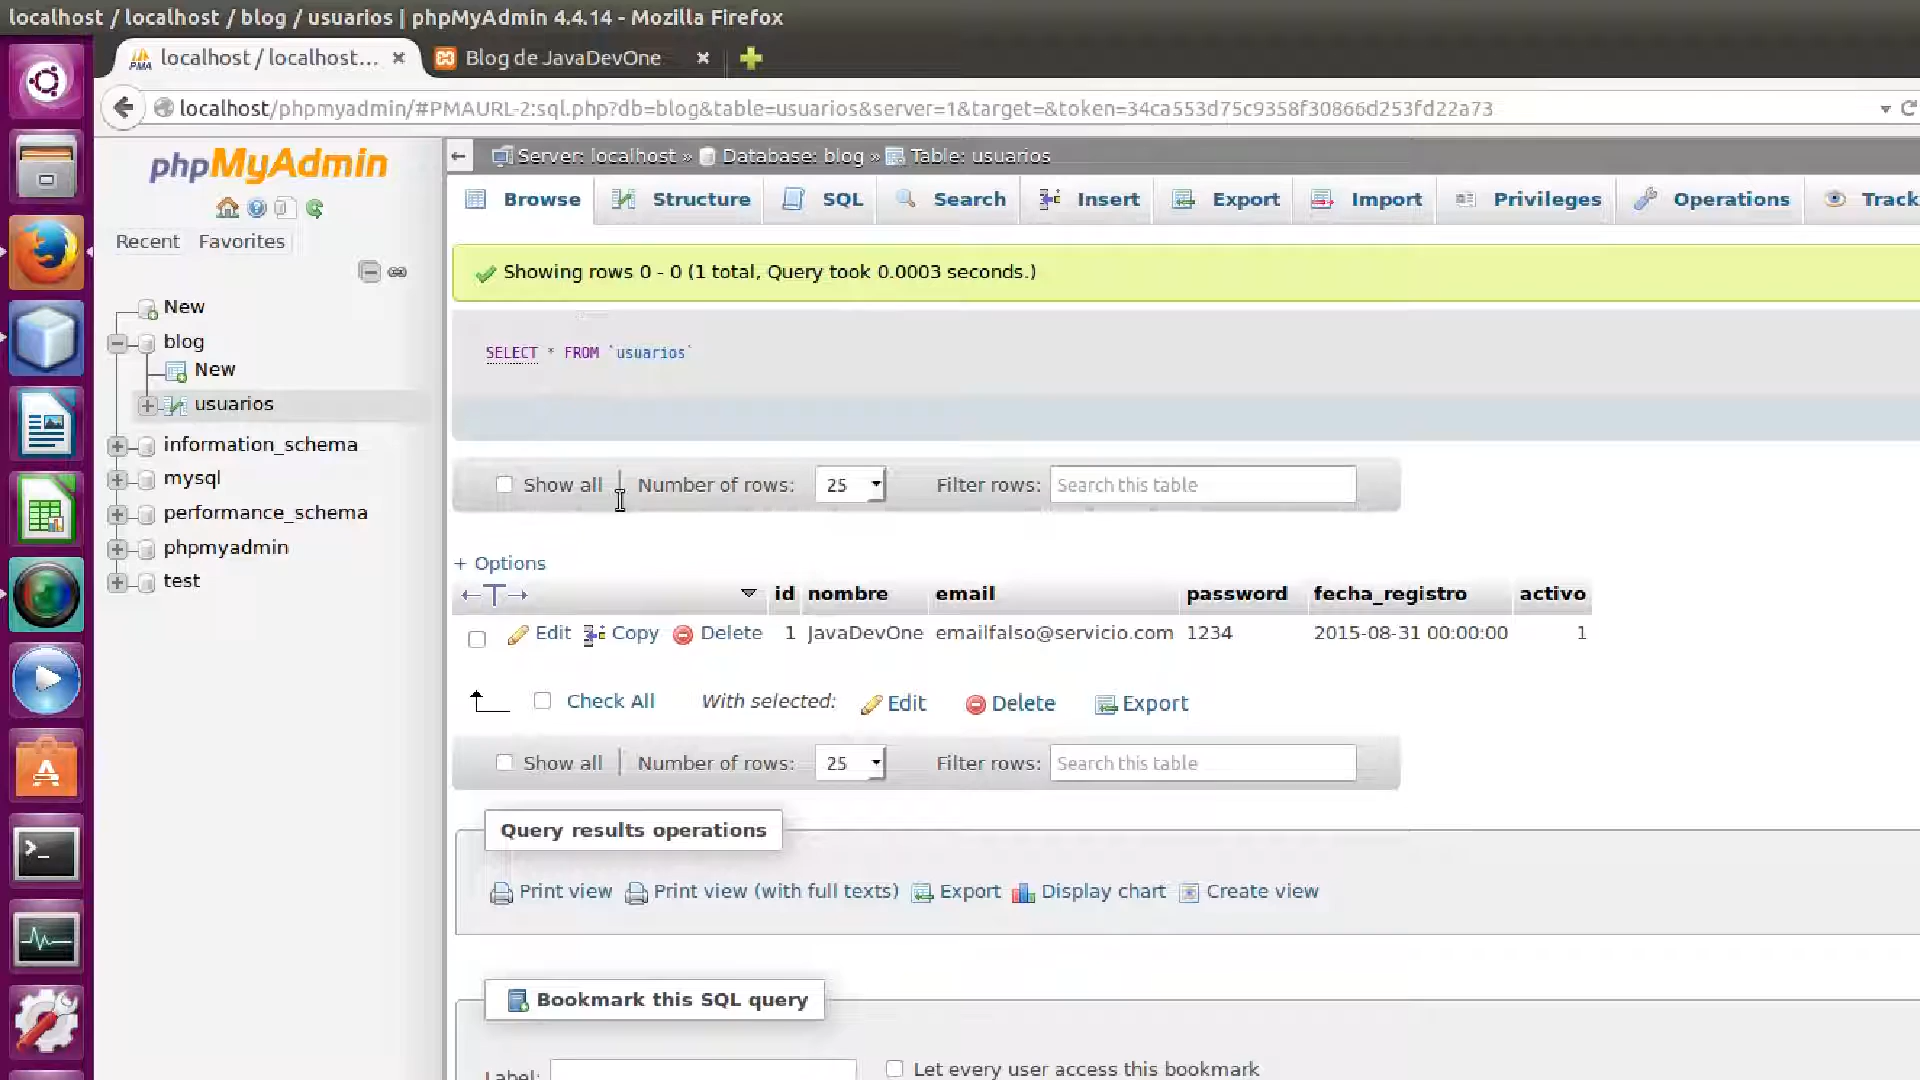 localhost / localhost / blog / usuarios | phpMyAdmin 4.4.14 - Mozilla Firefox
localhost / localhost... Blog de JavaDevOne
localhost/phpmyadmin/#PMAURL-2:sql.php?db=blog&table=usuarios&server=1&target=&token=34ca553d75c9358f30866d253fd22a73
phpMyAdmin
Recent Favorites
New
blog
New
usuarios
information_schema
mysql
performance_schema
phpmyadmin
test
Server: localhost » Database: blog » Table: usuarios
Browse Structure SQL Search Insert Export Import Privileges Operations Track
Showing rows 0 - 0 (1 total, Query took 0.0003 seconds.)
SELECT * FROM `usuarios`
Show all | Number of rows: 25 Filter rows: Search this table
+ Options
←T→ id nombre email password fecha_registro activo
Edit Copy Delete 1 JavaDevOne emailfalso@servicio.com 1234 2015-08-31 00:00:00 1
Check All With selected: Edit Delete Export
Show all | Number of rows: 25 Filter rows: Search this table
Query results operations
Print view Print view (with full texts) Export Display chart Create view
Bookmark this SQL query
Label: Let every user access this bookmark